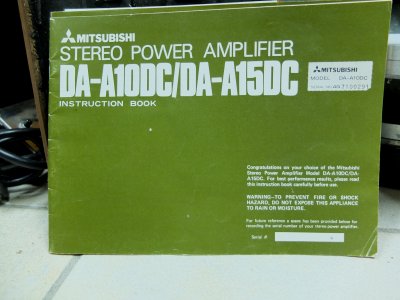 MITSUBISHI
STEREO POWER AMPLIFIER
DA-A10DC/DA-A15DC
INSTRUCTION BOOK
MITSUBISHI
MODEL DA-A10DC
SERIAL NO.
Congratulations on your choice of the Mitsubishi
Stereo Power Amplifier Model DA-A10DC/DA-
A15DC. For best performance results, please read
this instruction book carefully before use.
WARNING—TO PREVENT FIRE OR SHOCK
HAZARD, DO NOT EXPOSE THIS APPLIANCE
TO RAIN OR MOISTURE.
For future reference a space has been provided below for
recording the serial number of your stereo power amplifier.
Serial #